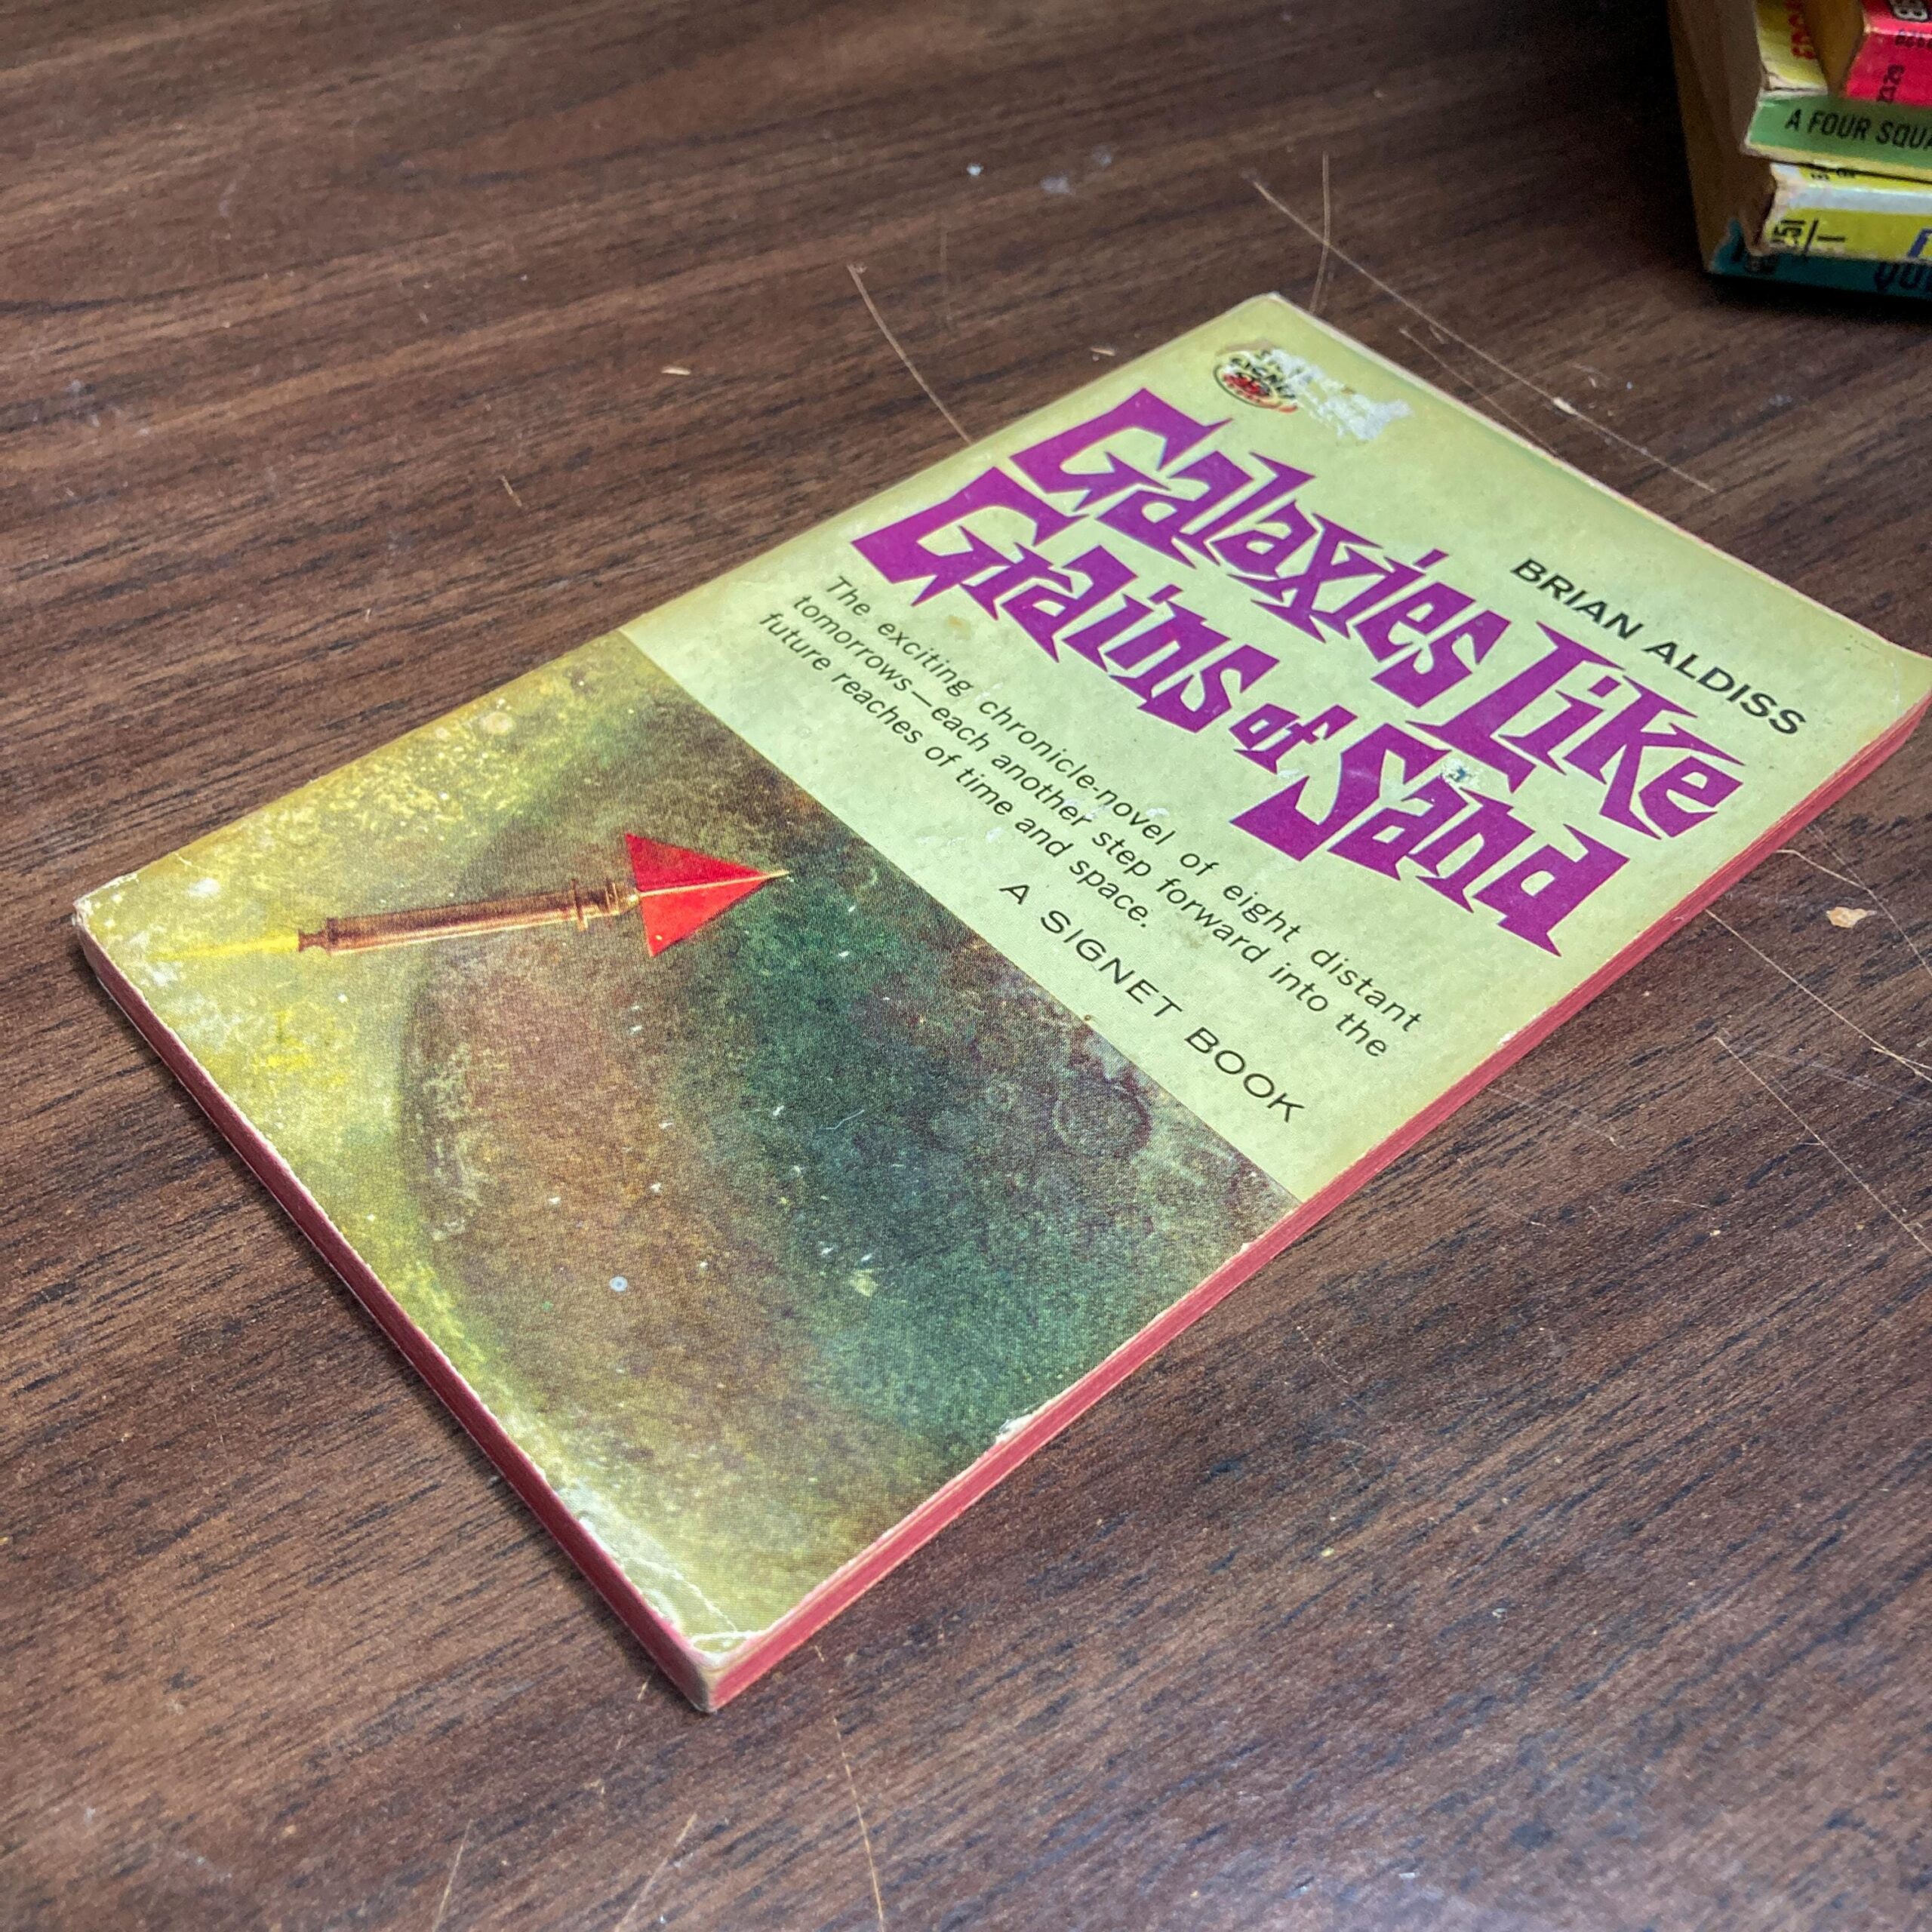 BRIAN ALDISS
Galaxies Like
Grains of Sand
The exciting chronicle-novel of eight distant
tomorrows—each another step forward into the
future reaches of time and space.
A SIGNET BOOK
A FOUR